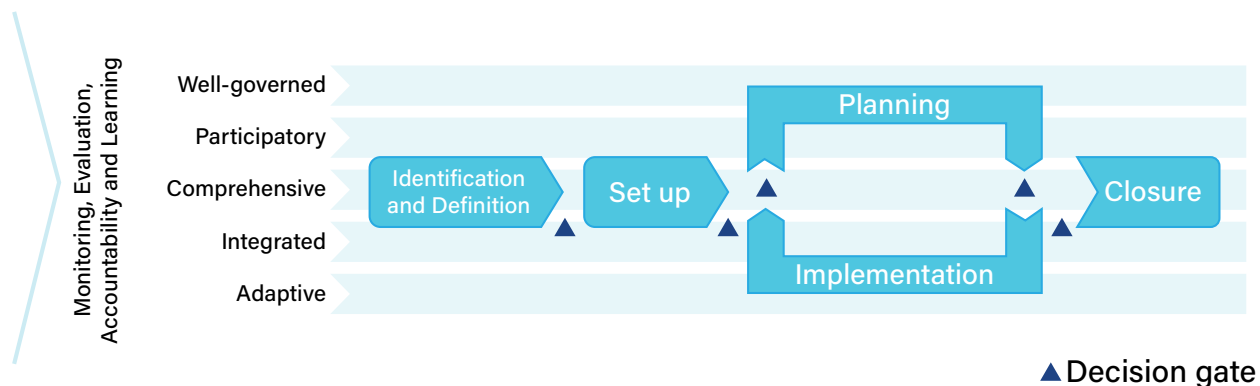 Monitoring, Evaluation,
Accountability and Learning
Well-governed
Participatory
Comprehensive
Integrated
Adaptive
Identification
and Definition
Set up
Planning
Implementation
Closure
Decision gate